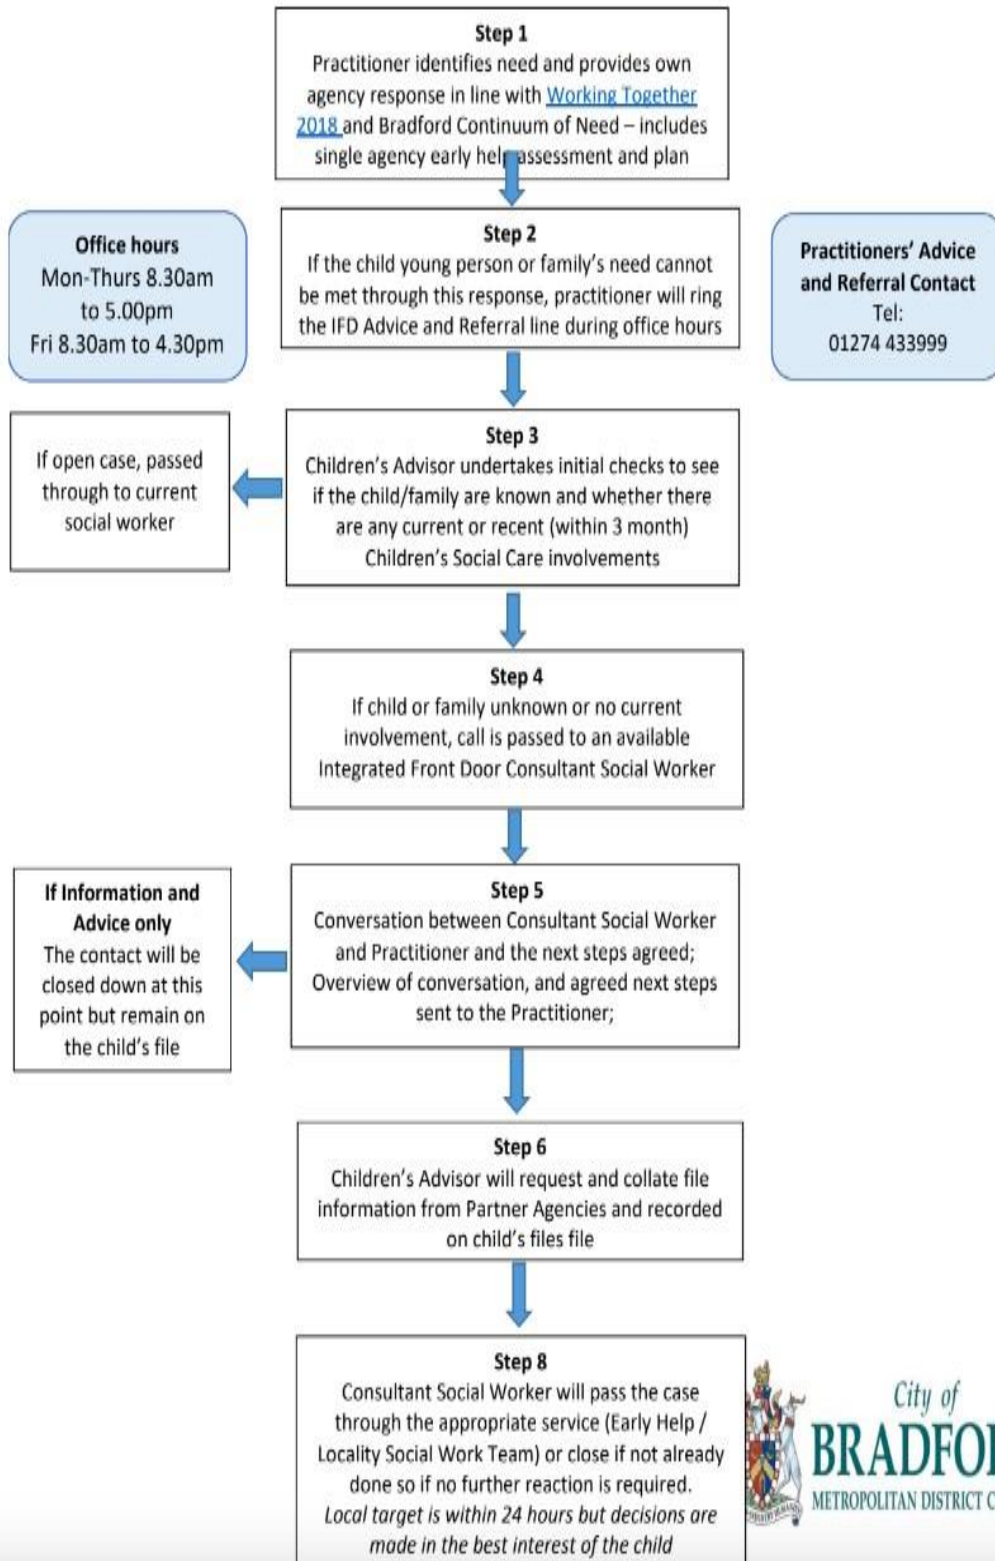 Step 1
Practitioner identifies need and provides own
agency response in line with Working Together
2018 and Bradford Continuum of Need – includes
single agency early help assessment and plan
Office hours
Mon-Thurs 8.30am
to 5.00pm
Fri 8.30am to 4.30pm
Step 2
If the child young person or family's need cannot
be met through this response, practitioner will ring
the IFD Advice and Referral line during office hours
Practitioners' Advice
and Referral Contact
Tel:
01274 433999
Step 3
Children's Advisor undertakes initial checks to see
if the child/family are known and whether there
are any current or recent (within 3 month)
Children's Social Care involvements
If open case, passed
through to current
social worker
Step 4
If child or family unknown or no current
involvement, call is passed to an available
Integrated Front Door Consultant Social Worker
Step 5
Conversation between Consultant Social Worker
and Practitioner and the next steps agreed;
Overview of conversation, and agreed next steps
sent to the Practitioner;
If Information and
Advice only
The contact will be
closed down at this
point but remain on
the child's file
Step 6
Children's Advisor will request and collate file
information from Partner Agencies and recorded
on child's files file
Step 8
Consultant Social Worker will pass the case
through the appropriate service (Early Help /
Locality Social Work Team) or close if not already
done so if no further reaction is required.
Local target is within 24 hours but decisions are
made in the best interest of the child
City of
BRADFO
METROPOLITAN DISTRICT C